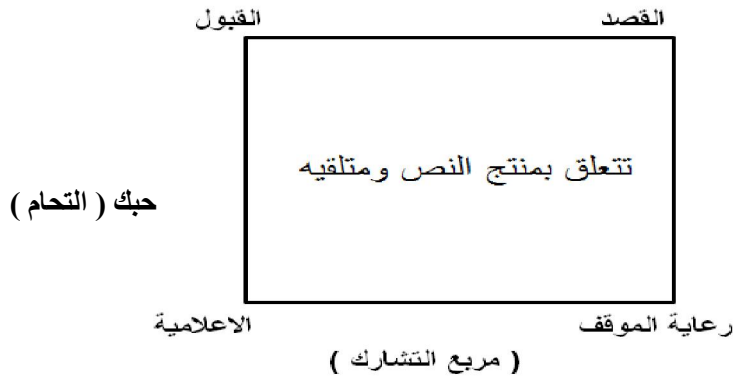 القصد
القبول
تتعلق بمنتج النص ومتلقيه
حبك ( التحام )
رعاية الموقف
الاعلامية
( مربع التشارك )